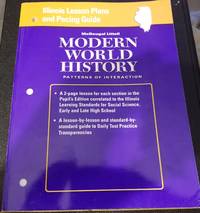 Illinois Lesson Plans
and Pacing Guide
McDougal Littell
MODERN
WORLD
HISTORY
PATTERNS OF INTERACTION
• A 2-page lesson for each section in the
Pupil's Edition correlated to the Illinois
Learning Standards for Social Science,
Early and Late High School
• A lesson-by-lesson and standard-by-
standard guide to Daily Test Practice
Transparencies